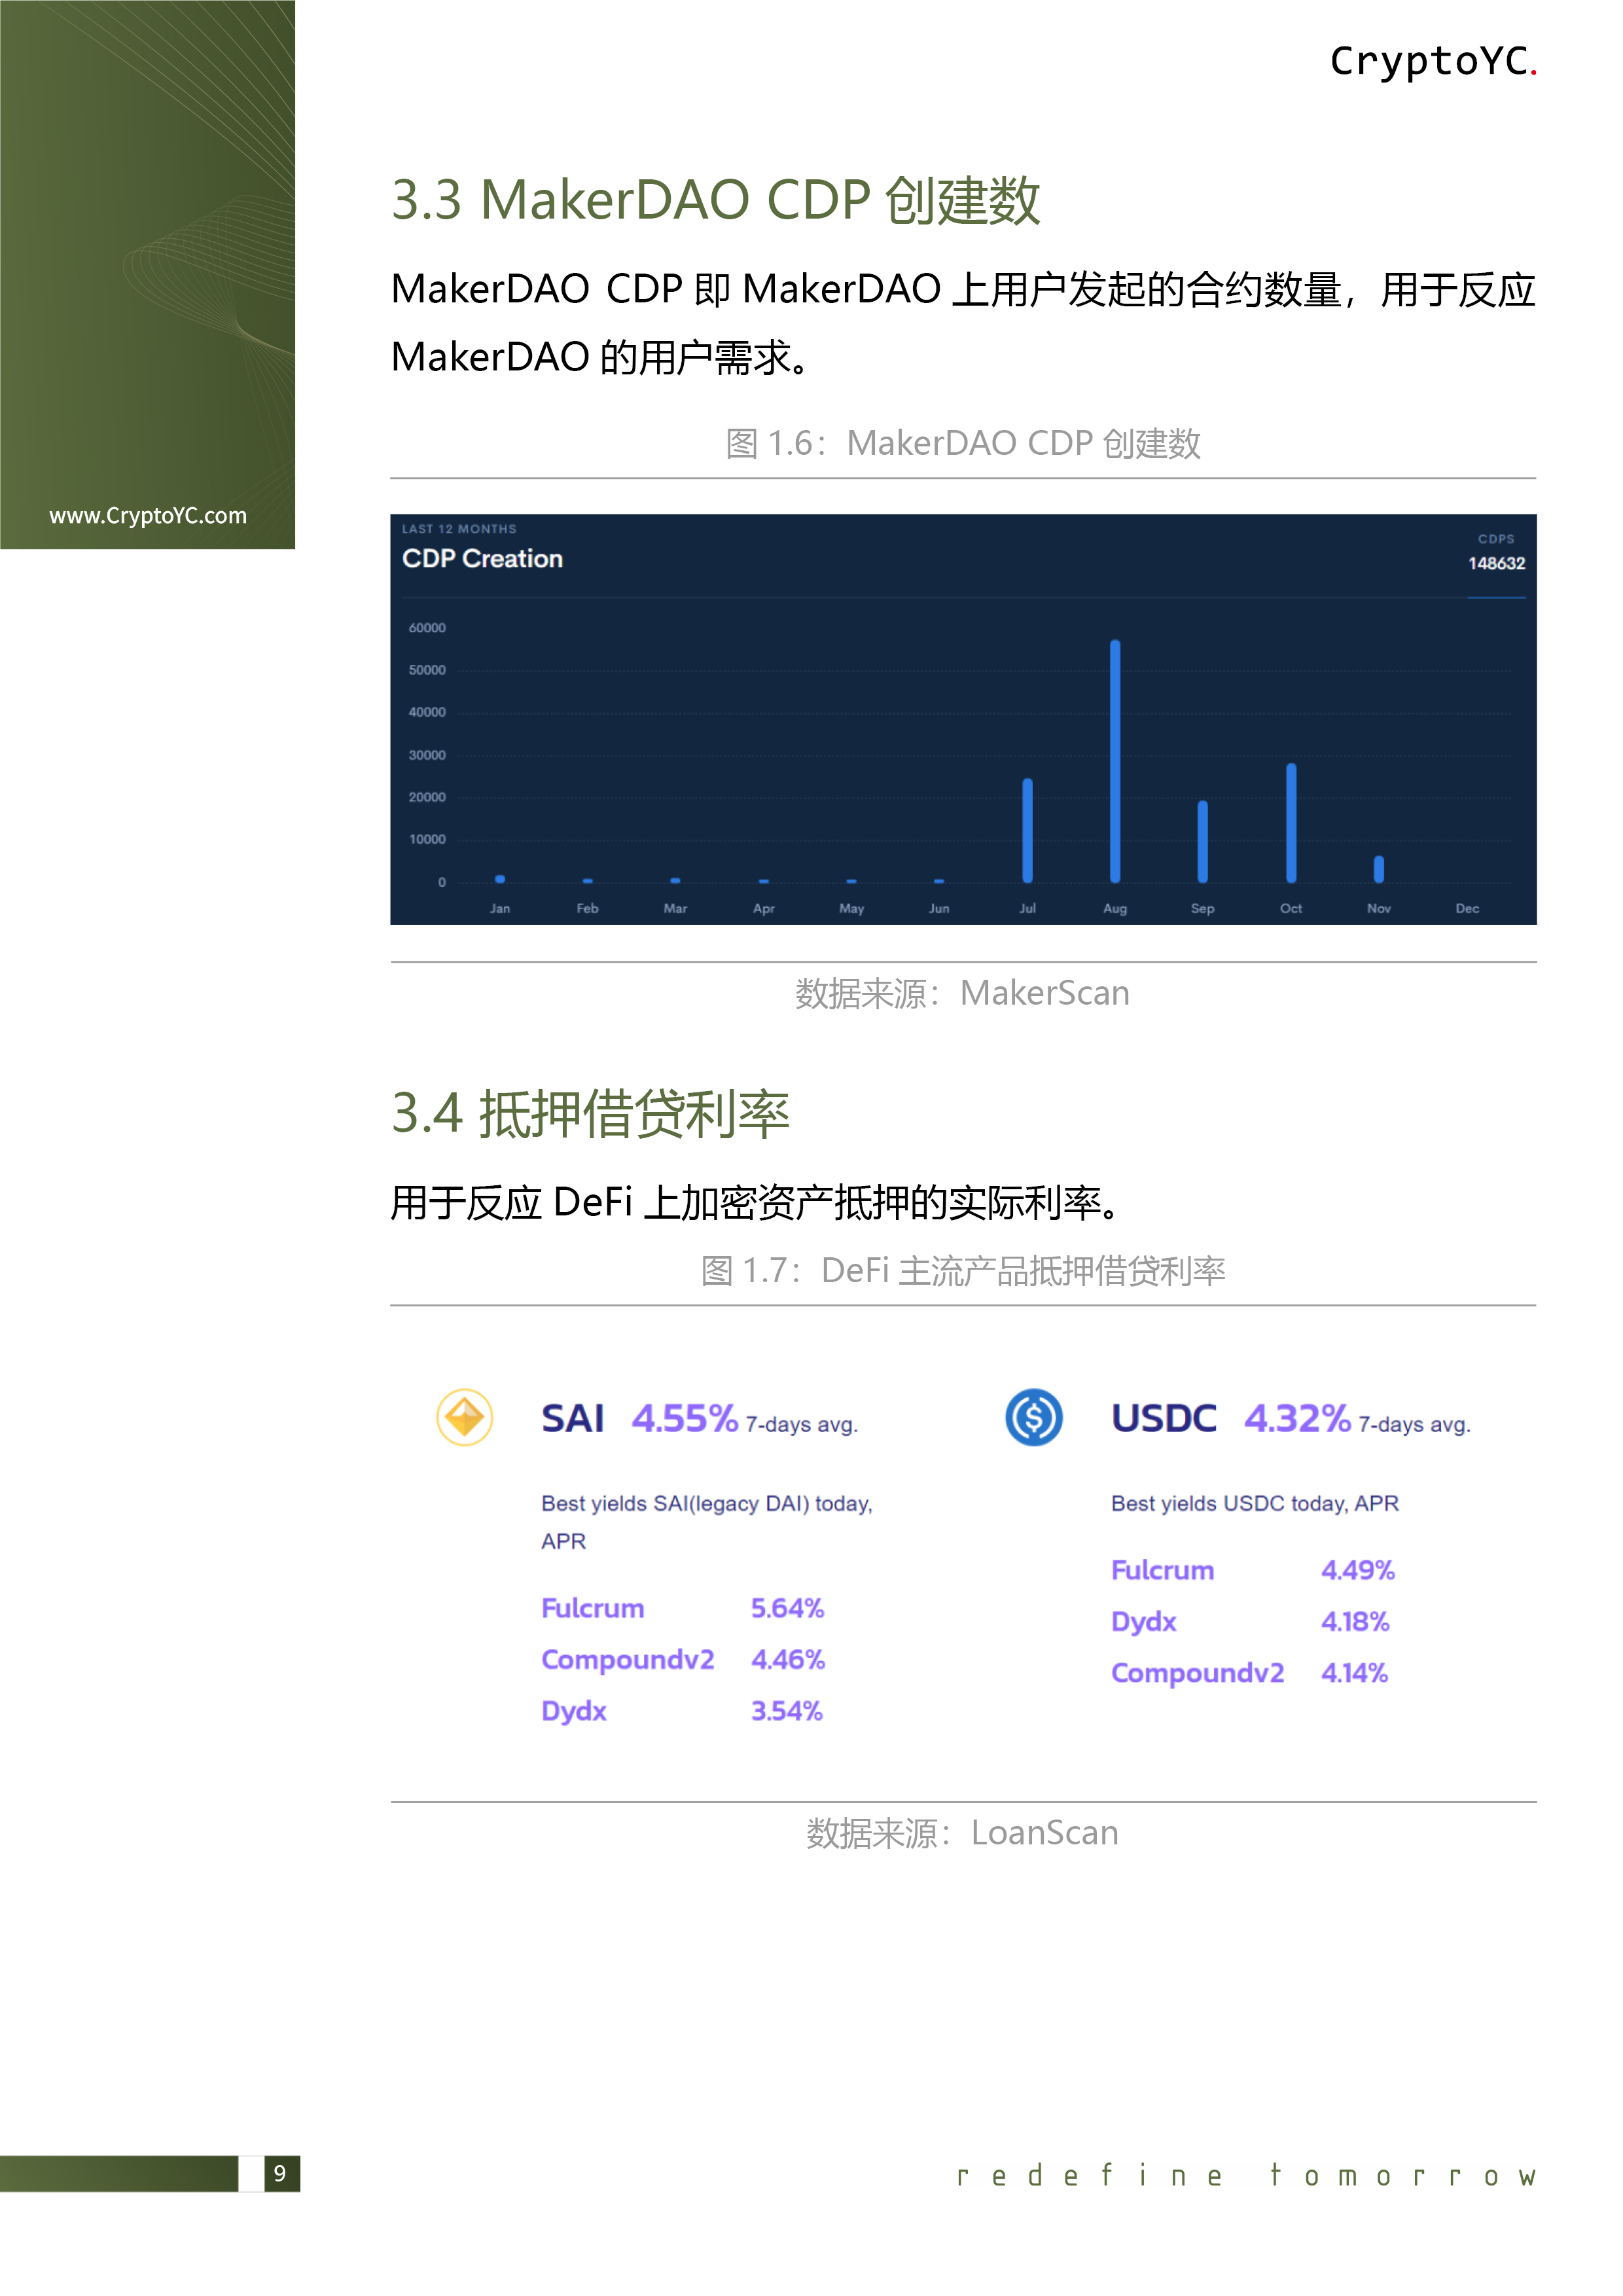 CryptoYC.
www.CryptoYC.com
3.3 MakerDAO CDP 创建数
MakerDAO CDP 即 MakerDAO 上用户发起的合约数量，用于反应
MakerDAO 的用户需求。
图 1.6：MakerDAO CDP 创建数
LAST 12 MONTHS
CDP Creation
CDPS
148632
60000
50000
40000
30000
20000
10000
0
Jan Feb Mar Apr May Jun Jul Aug Sep Oct Nov Dec
数据来源：MakerScan
3.4 抵押借贷利率
用于反应 DeFi 上加密资产抵押的实际利率。
图 1.7：DeFi 主流产品抵押借贷利率
SAI 4.55% 7-days avg.
Best yields SAI(legacy DAI) today,
APR
Fulcrum 5.64%
Compoundv2 4.46%
Dydx 3.54%
USDC 4.32% 7-days avg.
Best yields USDC today, APR
Fulcrum 4.49%
Dydx 4.18%
Compoundv2 4.14%
数据来源：LoanScan
9
redefine tomorrow